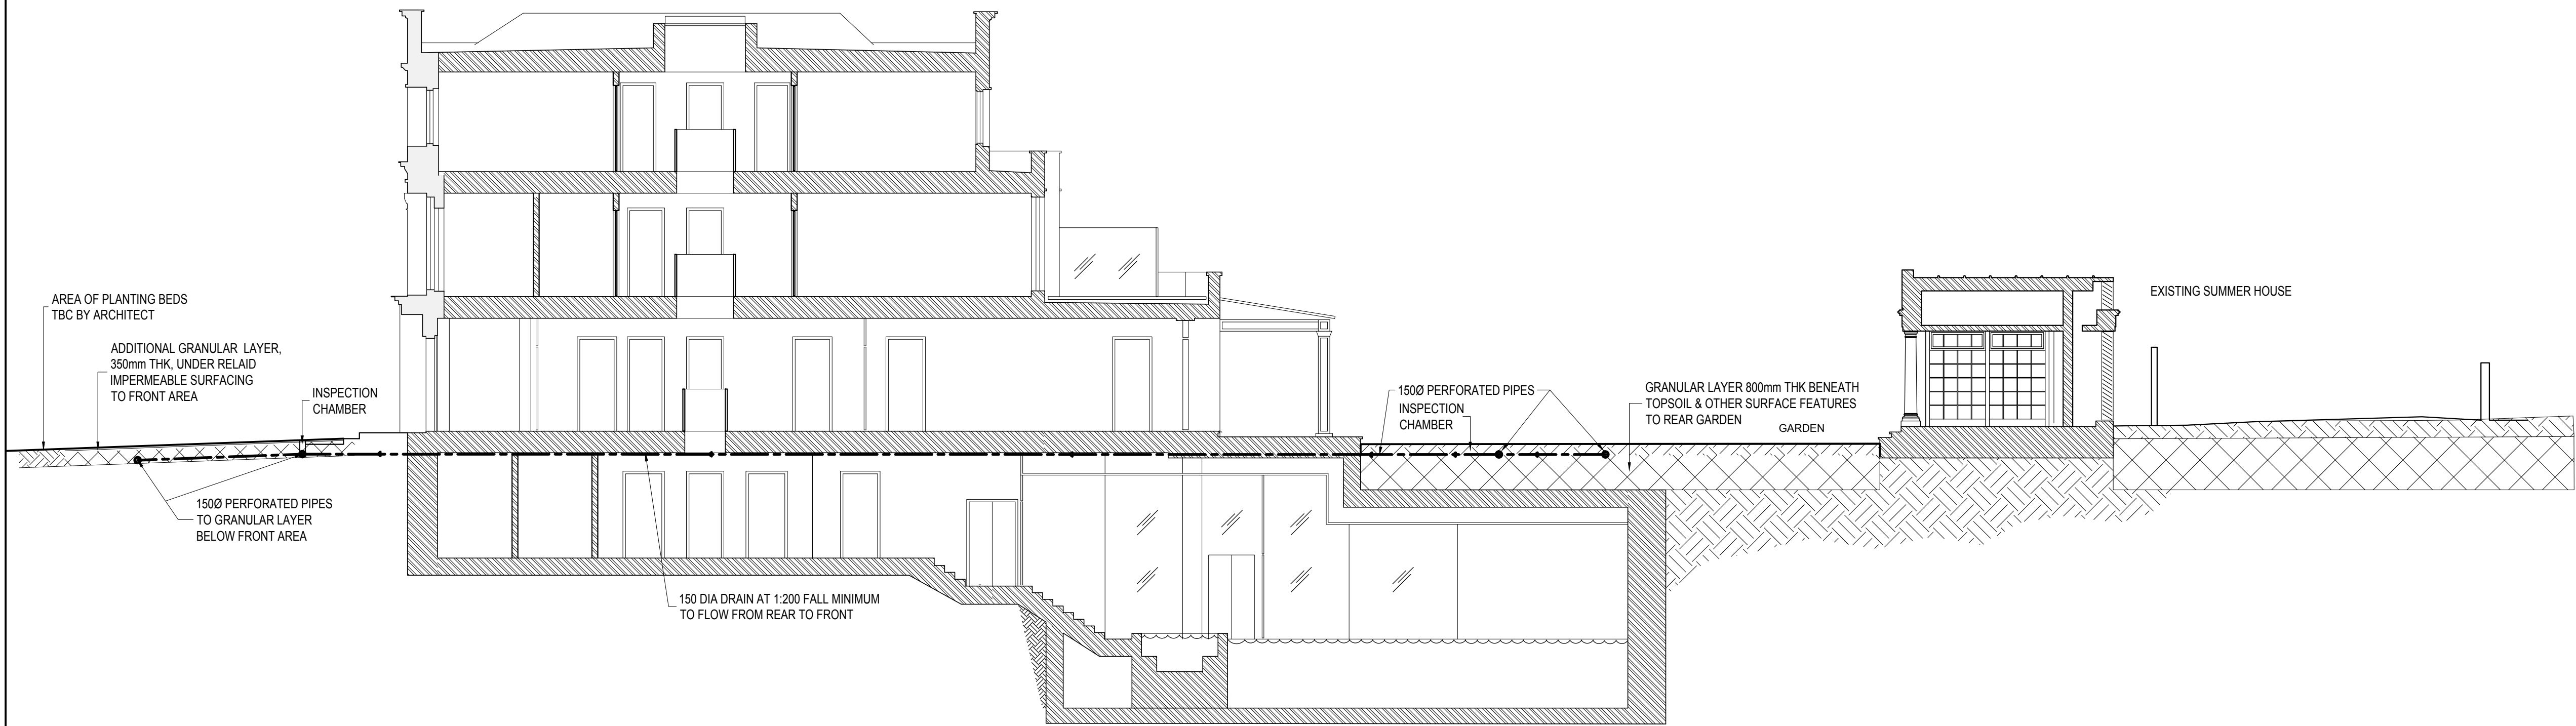 AREA OF PLANTING BEDS
TBC BY ARCHITECT
ADDITIONAL GRANULAR LAYER,
350mm THK, UNDER RELAID
IMPERMEABLE SURFACING
TO FRONT AREA
INSPECTION
CHAMBER
150Ø PERFORATED PIPES
TO GRANULAR LAYER
BELOW FRONT AREA
150 DIA DRAIN AT 1:200 FALL MINIMUM
TO FLOW FROM REAR TO FRONT
150Ø PERFORATED PIPES
INSPECTION
CHAMBER
GRANULAR LAYER 800mm THK BENEATH
TOPSOIL & OTHER SURFACE FEATURES
TO REAR GARDEN
GARDEN
EXISTING SUMMER HOUSE